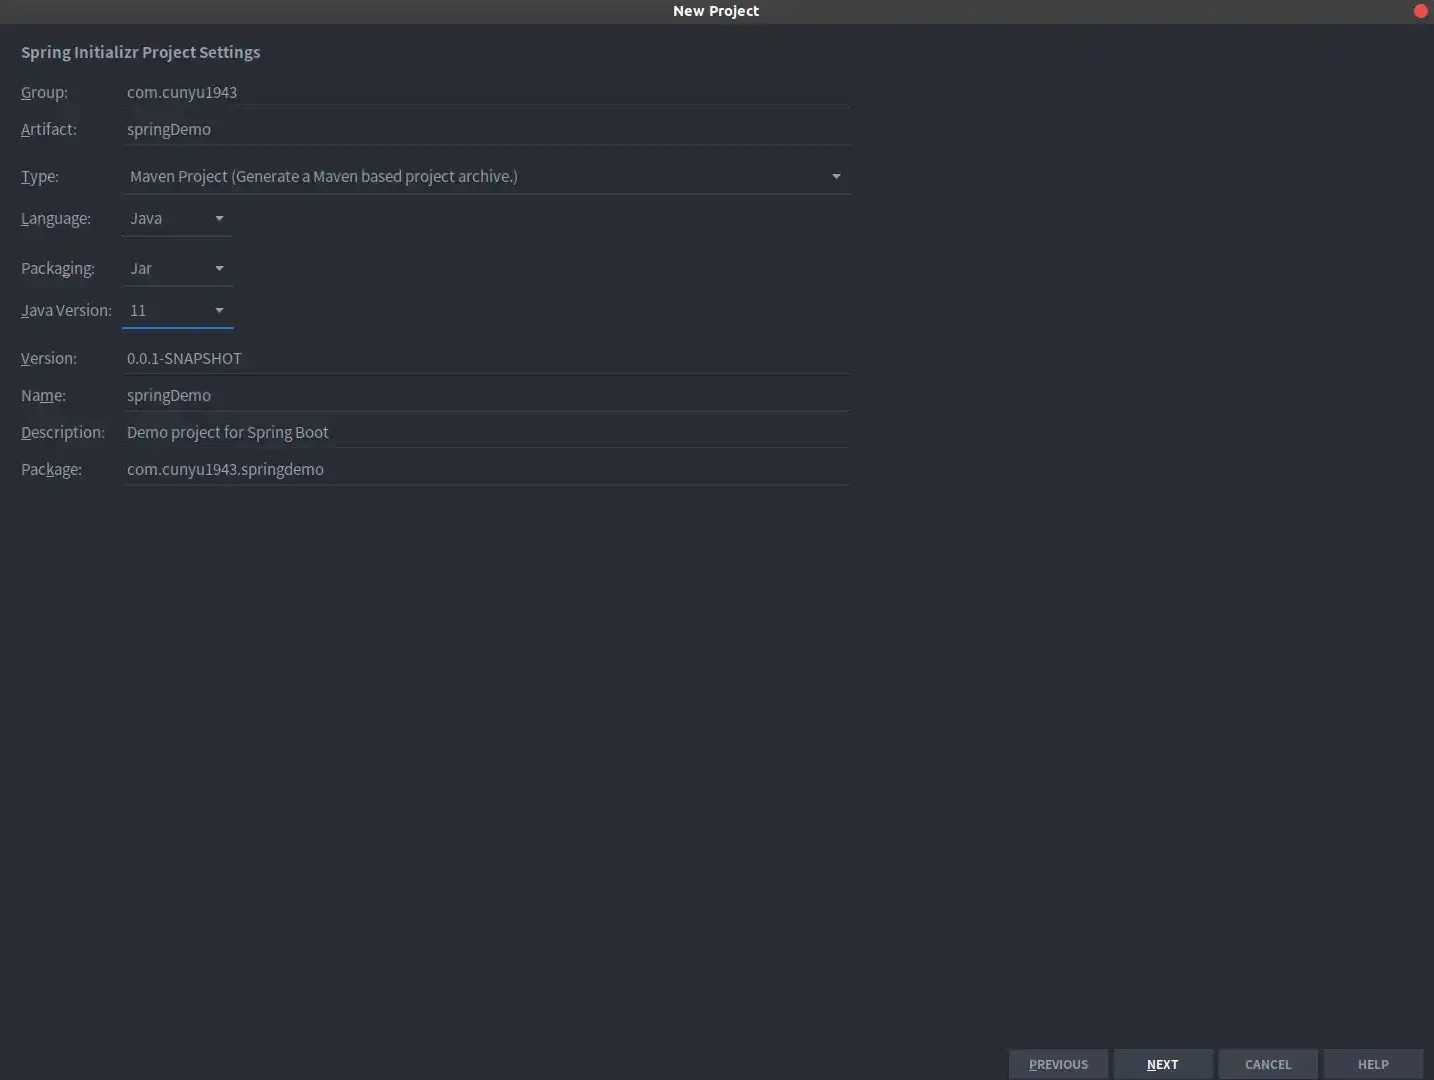 New Project
Spring Initializr Project Settings
Group: com.cunyu1943
Artifact: springDemo
Type: Maven Project (Generate a Maven based project archive.)
Language: Java
Packaging: Jar
Java Version: 11
Version: 0.0.1-SNAPSHOT
Name: springDemo
Description: Demo project for Spring Boot
Package: com.cunyu1943.springdemo
PREVIOUS NEXT CANCEL HELP